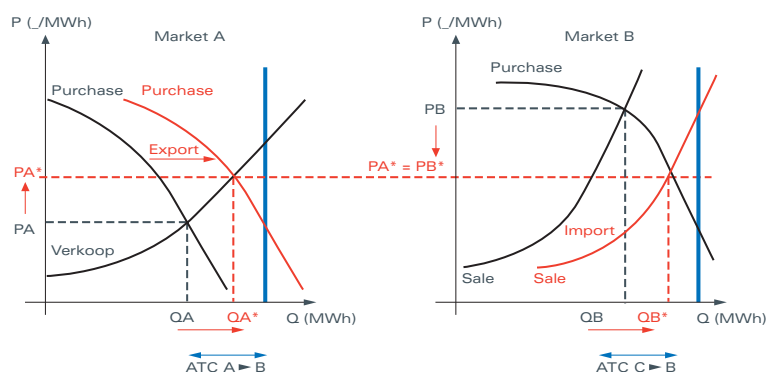 P (_/MWh)
Market A
Purchase
Purchase
Export
PA*
PA
Verkoop
QA
QA*
Q (MWh)
ATC A ► B
P (_/MWh)
Market B
Purchase
PB
PA* = PB*
Import
Sale
Sale
QB
QB*
Q (MWh)
ATC C ► B